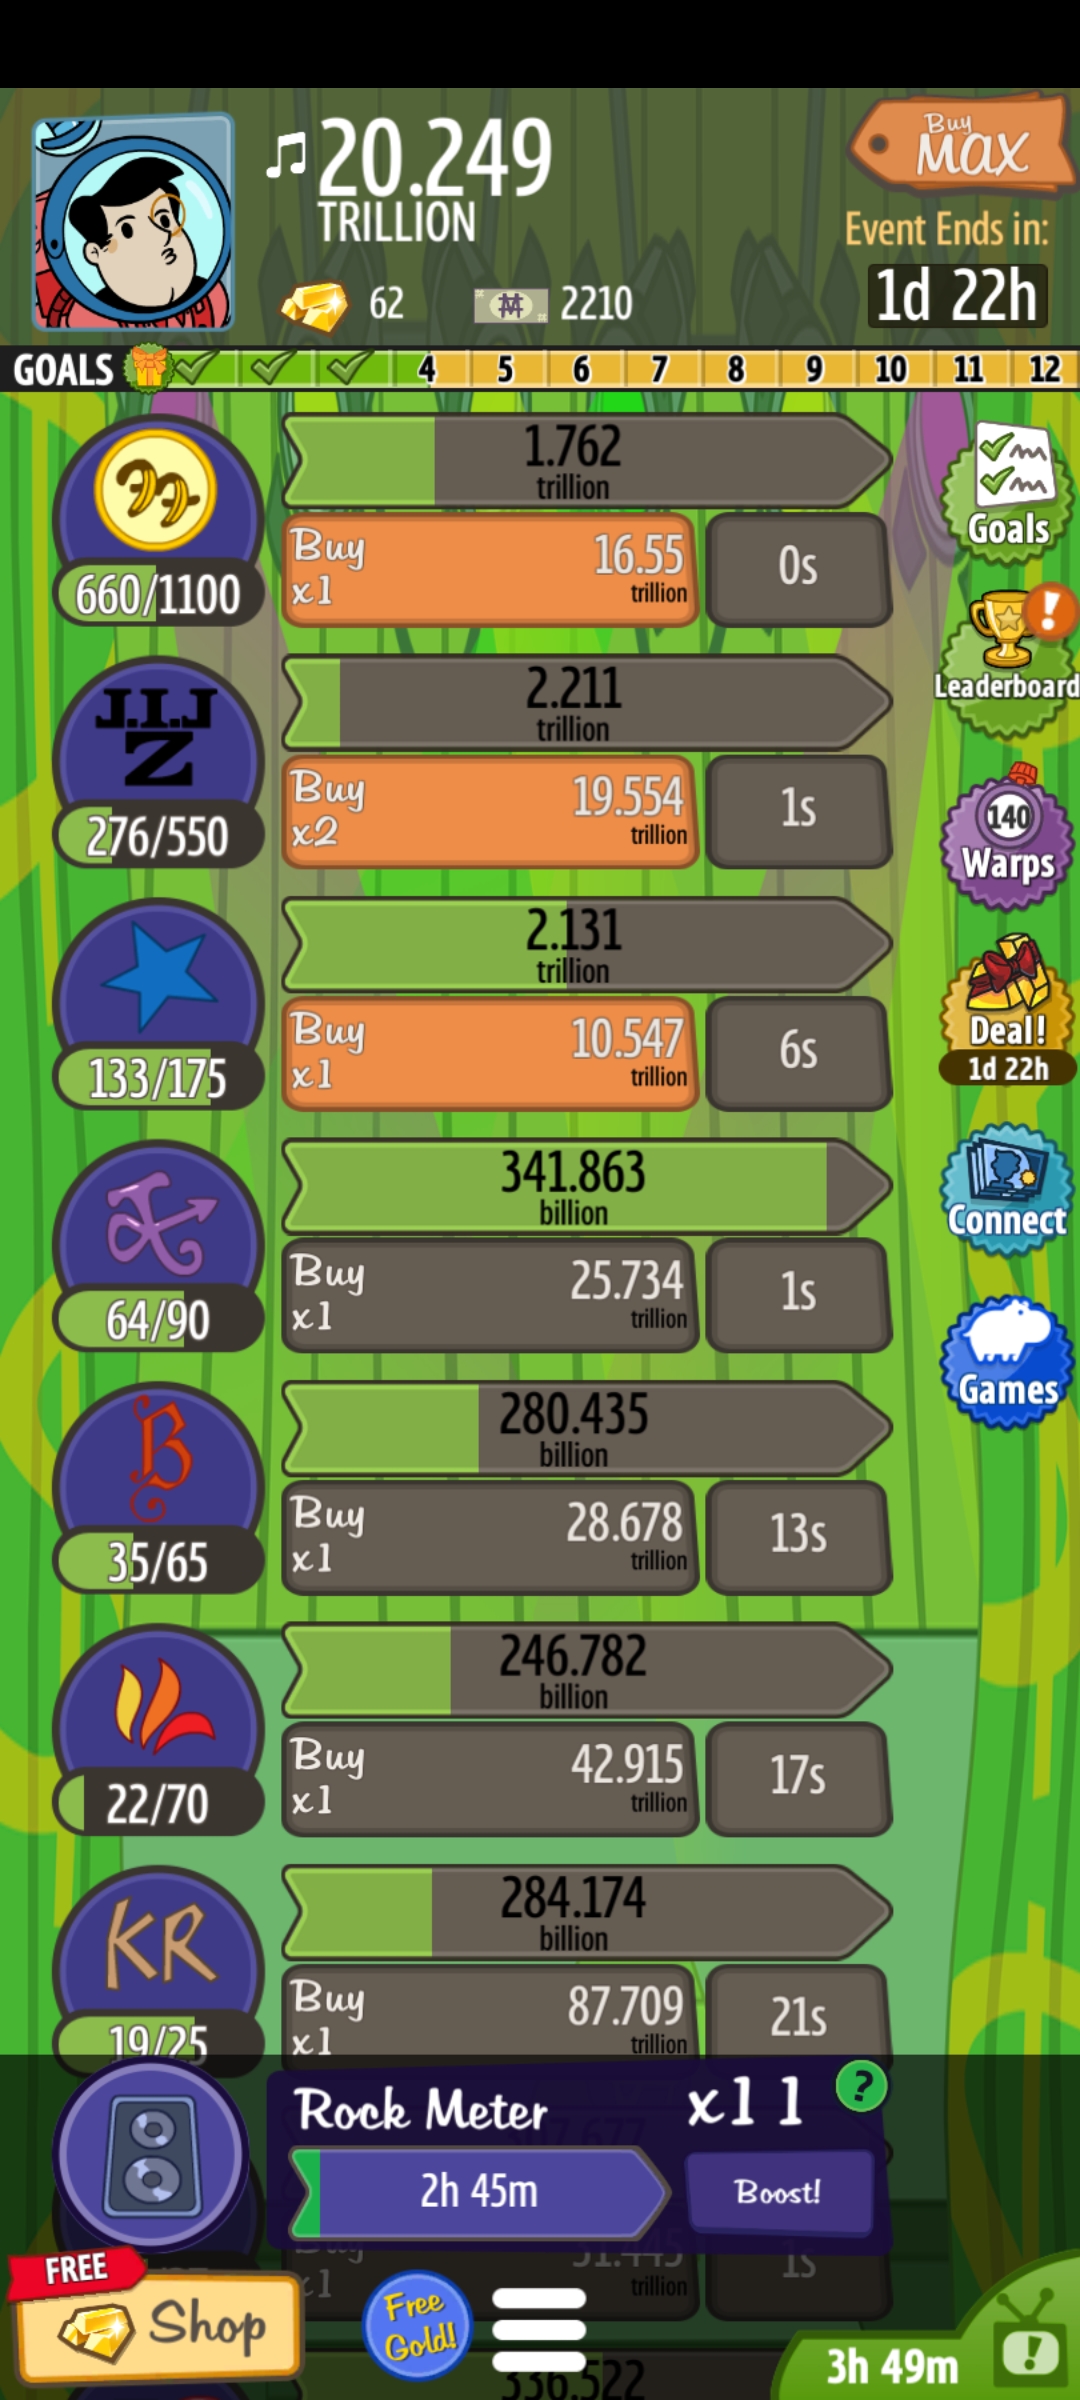 20.249
TRILLION
62
2210
Buy
MAX
Event Ends in:
1d 22h
GOALS
4 5 6 7 8 9 10 11 12
1.762
trillion
660/1100
Buy
x1
16.55
trillion
0s
Goals
2.211
trillion
J.I.J
Z
276/550
Buy
x2
19.554
trillion
1s
Leaderboard
140
Warps
2.131
trillion
133/175
Buy
x1
10.547
trillion
6s
Deal!
1d 22h
341.863
billion
64/90
Buy
x1
25.734
trillion
1s
Connect
Games
280.435
billion
B
35/65
Buy
x1
28.678
trillion
13s
246.782
billion
22/70
Buy
x1
42.915
trillion
17s
284.174
billion
KR
19/25
Buy
x1
87.709
trillion
21s
Rock Meter
x11
?
2h 45m
Boost!
Buy
x1
51.445
trillion
1s
FREE
Shop
Free
Gold!
336.522
3h 49m
!